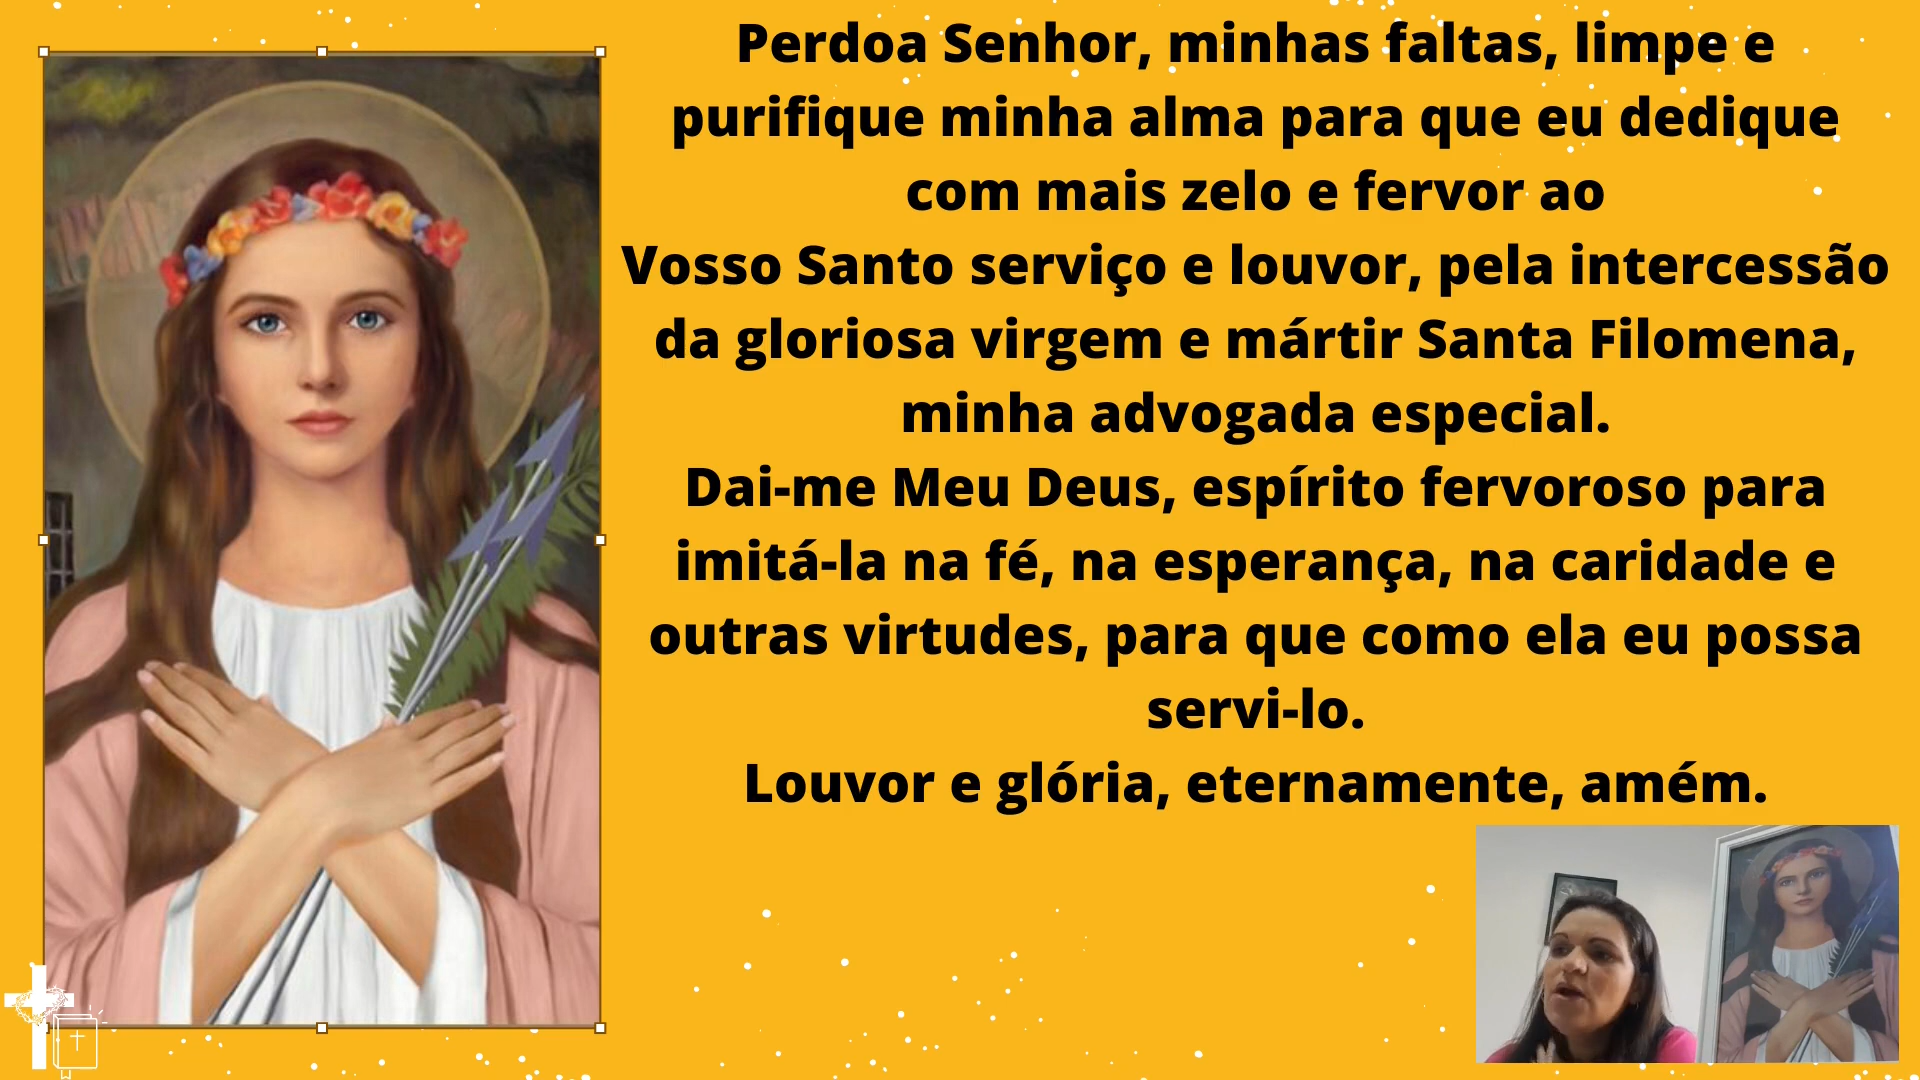 Perdoa Senhor, minhas faltas, limpe e
purifique minha alma para que eu dedique
com mais zelo e fervor ao
Vosso Santo serviço e louvor, pela intercessão
da gloriosa virgem e mártir Santa Filomena,
minha advogada especial.
Dai-me Meu Deus, espírito fervoroso para
imitá-la na fé, na esperança, na caridade e
outras virtudes, para que como ela eu possa
servi-lo.
Louvor e glória, eternamente, amém.